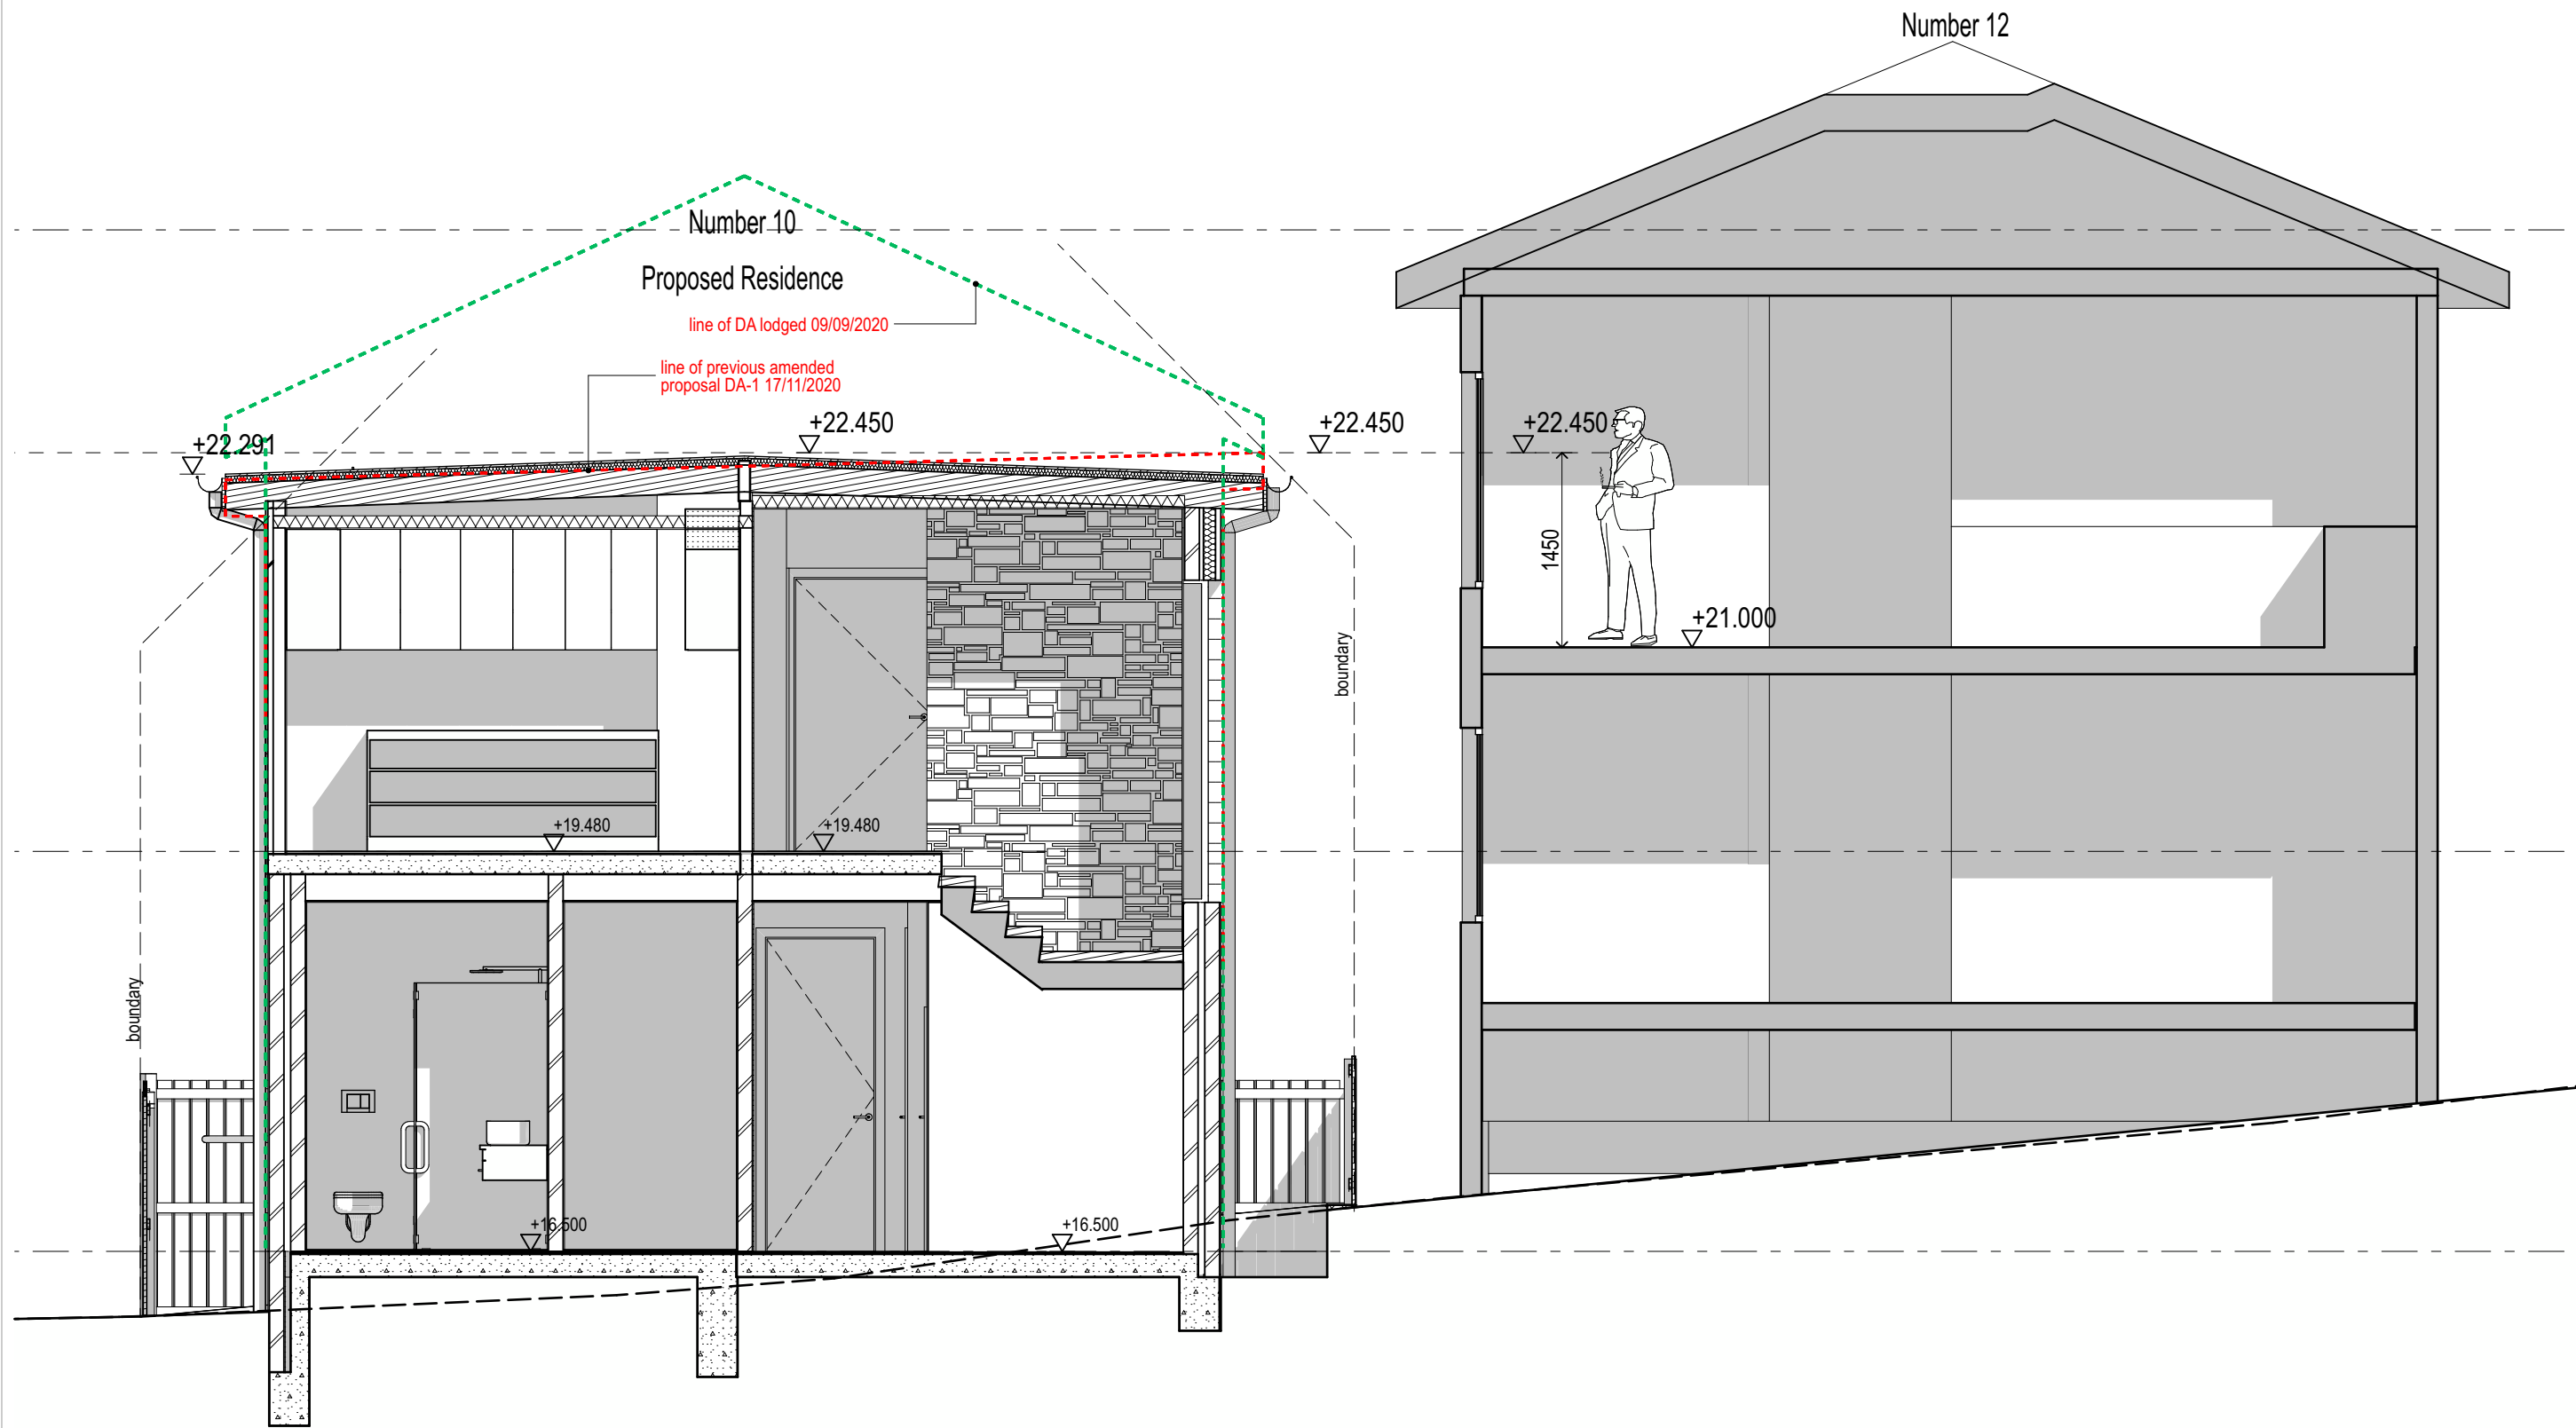 Number 12
Number 10
Proposed Residence
line of DA lodged 09/09/2020
line of previous amended
proposal DA-1 17/11/2020
+22.291
+22.450
+22.450
+22.450
1450
+21.000
boundary
+19.480
+19.480
boundary
+16.500
+16.500